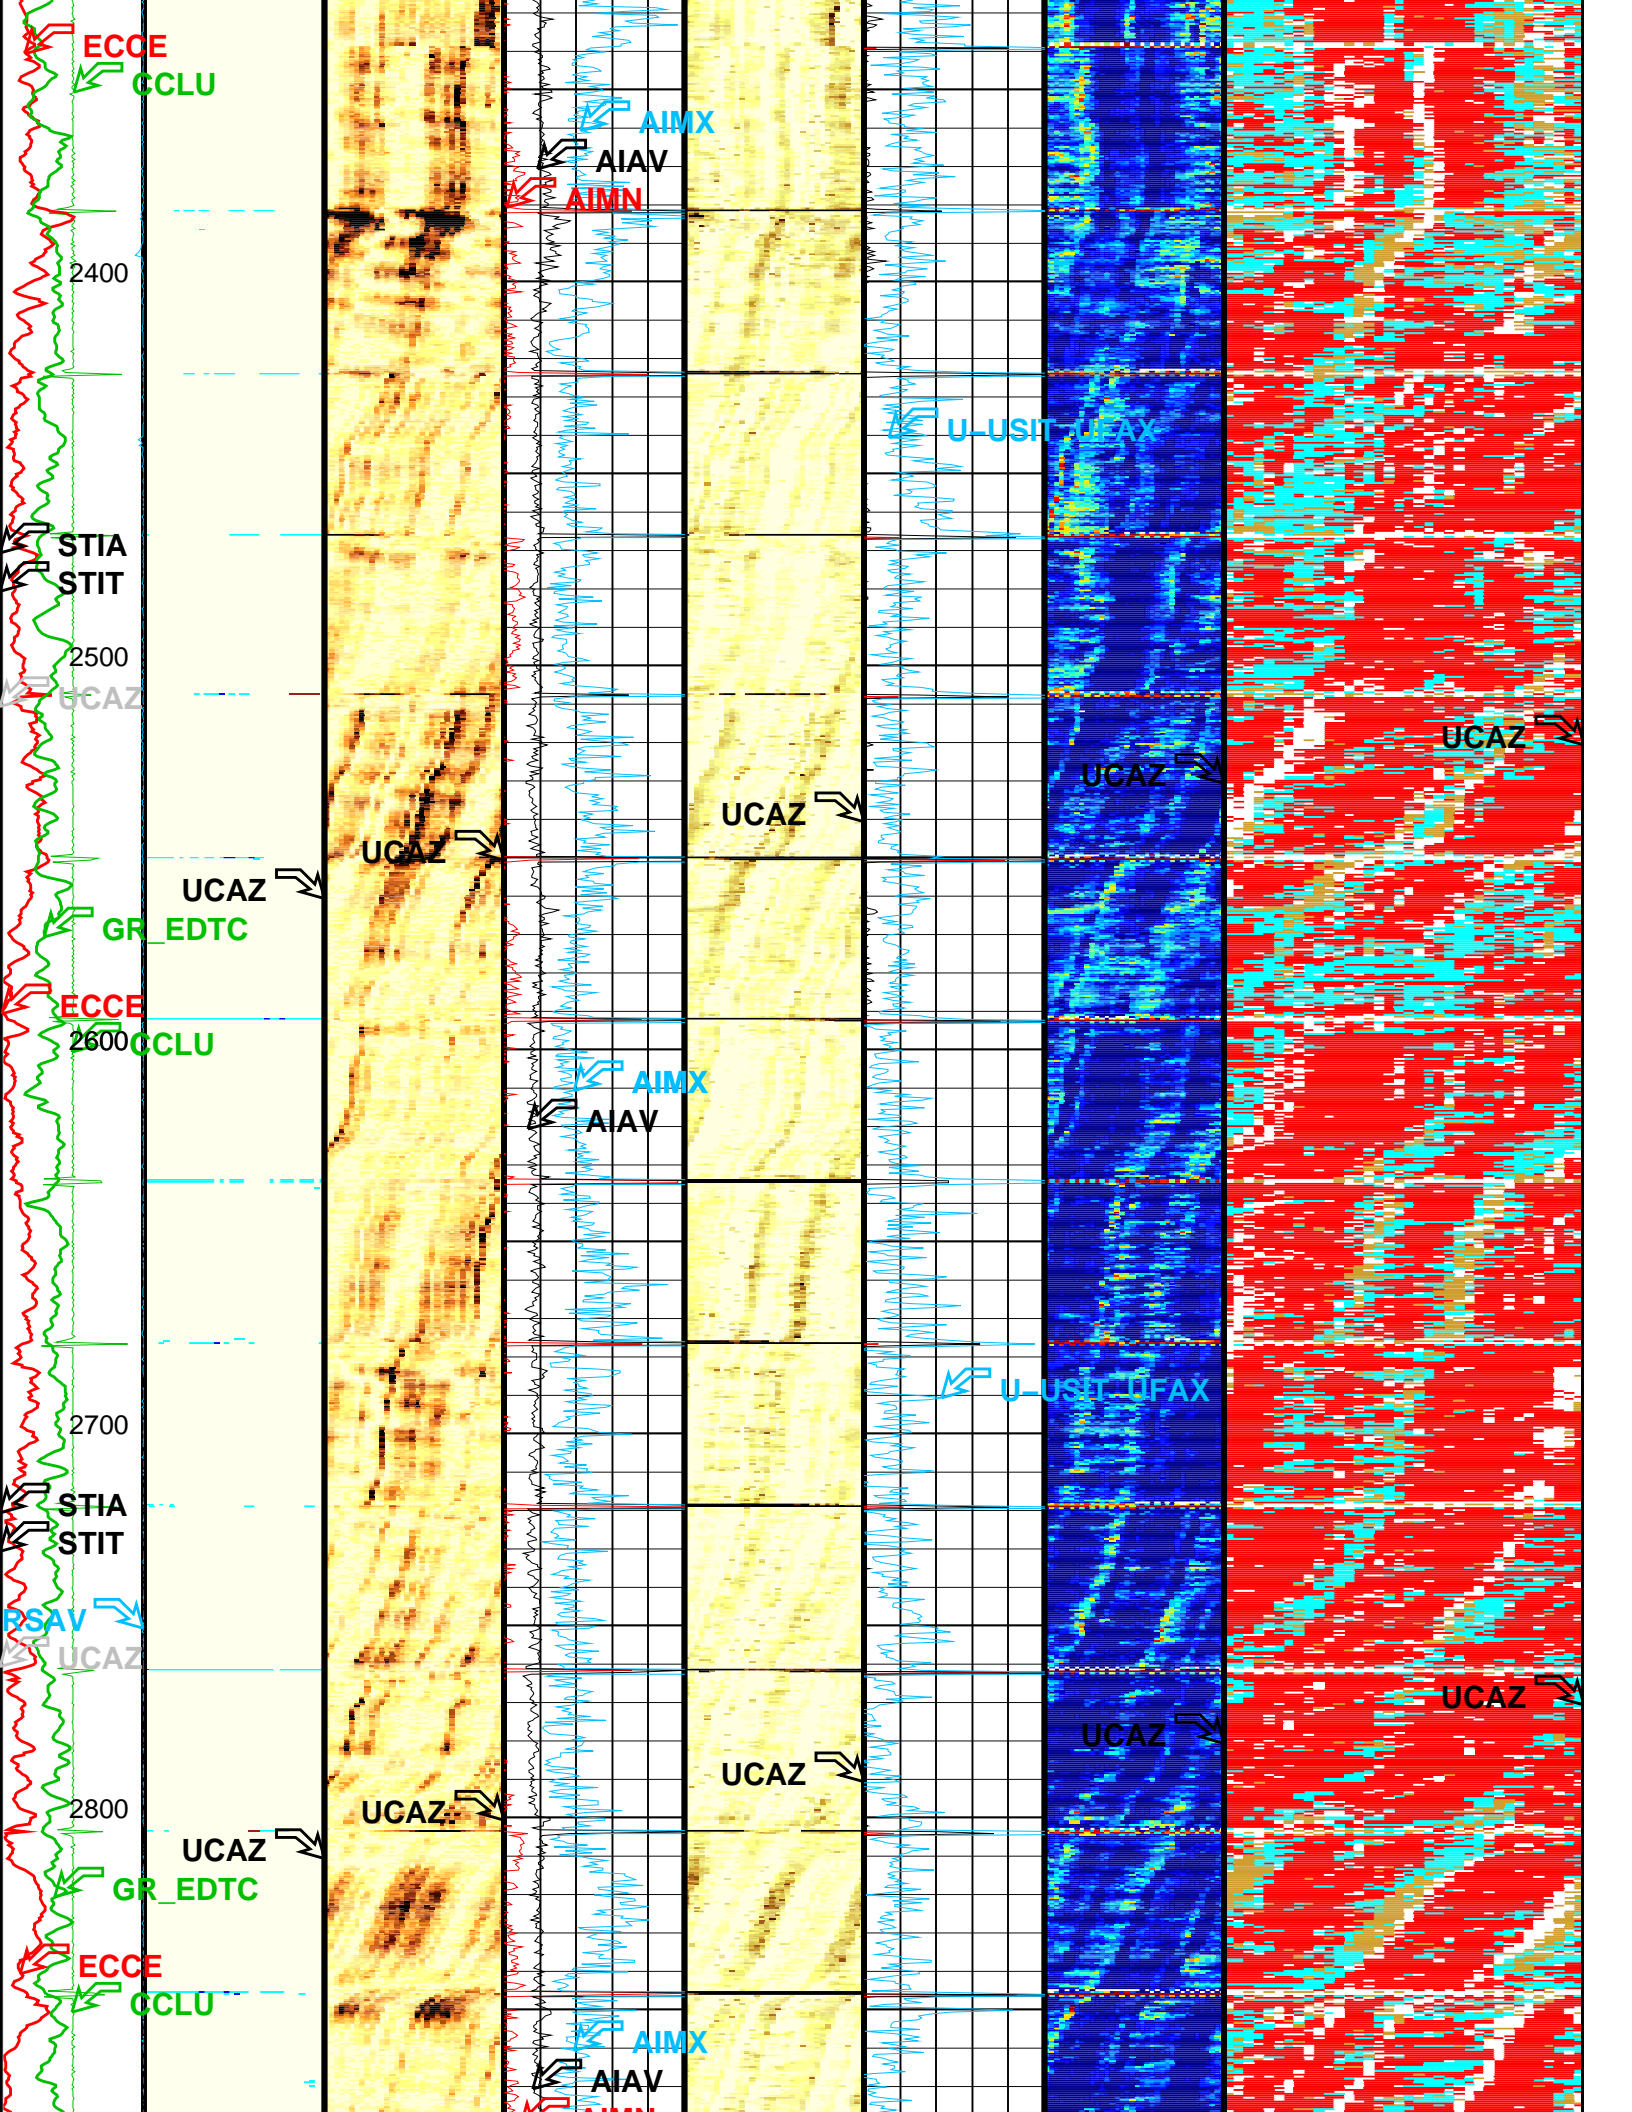 ECCE
CCLU
AIMX
AIAV
AIMN
2400
U-USIT_UFAX
STIA
STIT
2500
UCAZ
UCAZ
UCAZ
UCAZ
UCAZ
UCAZ
GR_EDTC
ECCE
2600 CCLU
AIMX
AIAV
U-USIT_UFAX
2700
STIA
STIT
RSAV
UCAZ
UCAZ
UCAZ
UCAZ
2800
UCAZ
UCAZ
GR_EDTC
ECCE
CCLU
AIMX
AIAV
AIMN